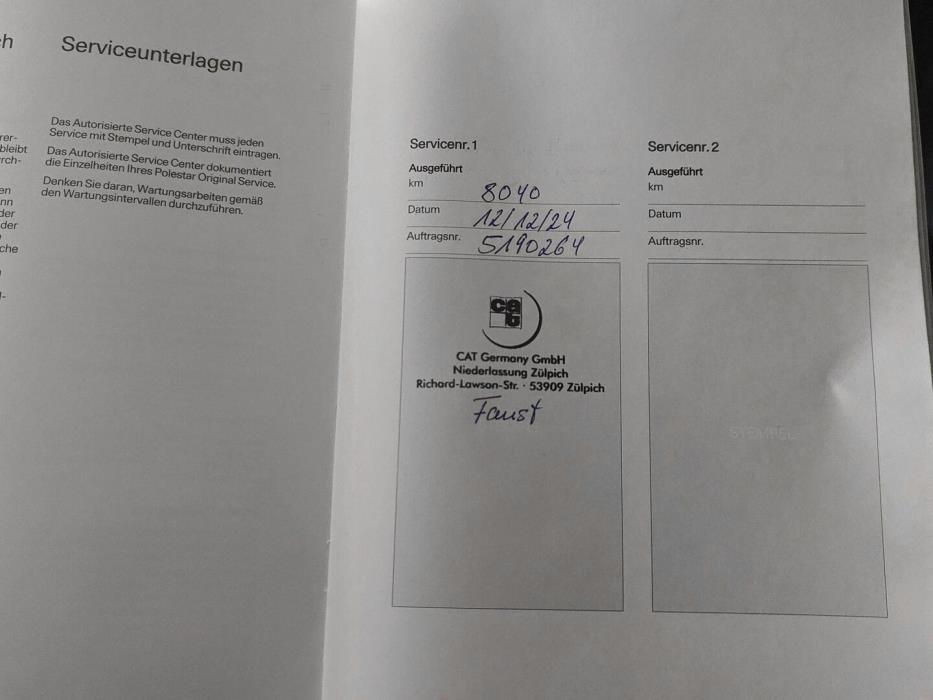 Serviceunterlagen
Das Autorisierte Service Center muss jeden
Service mit Stempel und Unterschrift eintragen.
Das Autorisierte Service Center dokumentiert
die Einzelheiten Ihres Polestar Original Service.
Denken Sie daran, Wartungsarbeiten gemäß
den Wartungsintervallen durchzuführen.
Servicenr. 1
Ausgeführt
km 8040
Datum 12/12/24
Auftragsnr. 5190264
cat
CAT Germany GmbH
Niederlassung Zülpich
Richard-Lawson-Str. · 53909 Zülpich
Faust
Servicenr. 2
Ausgeführt
km
Datum
Auftragsnr.
STEMPEL